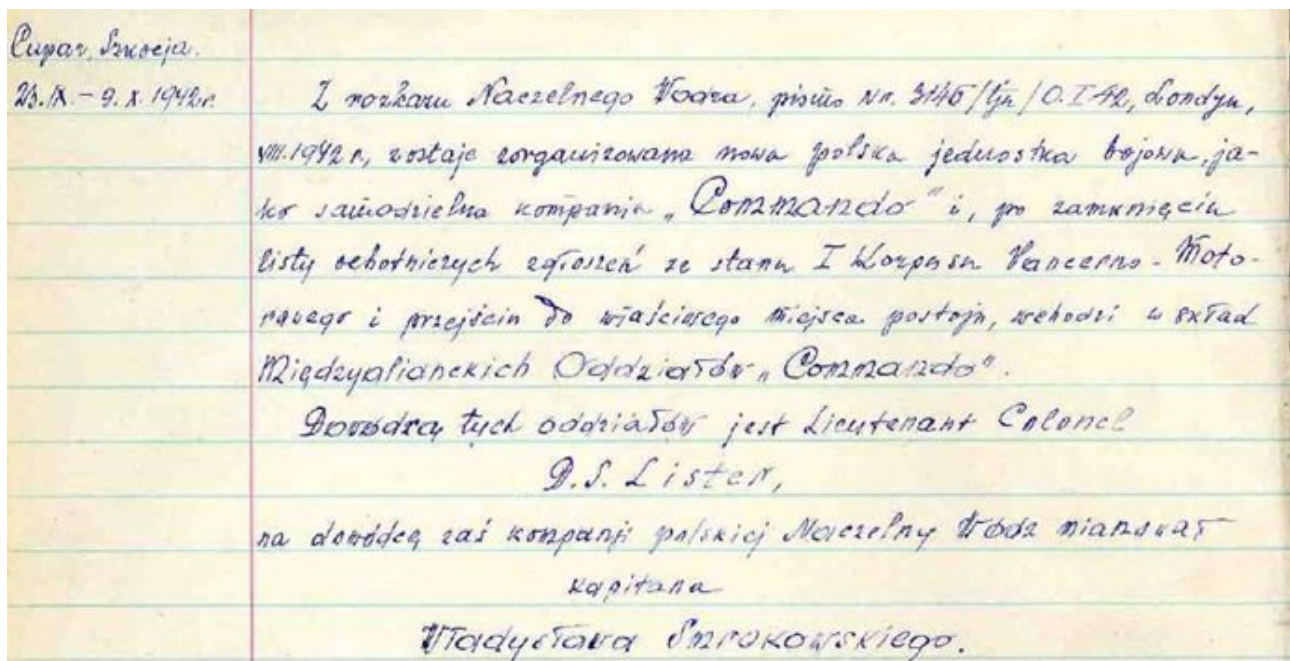 Cupar, Szkocja.
23.IX. – 9.X.1942r.
Z rozkazu Naczelnego Wodza, pismo Nr. 3145/tjn/O.I.42, Londyn,
VIII.1942 r, zostaje zorganizowana nowa polska jednostka bojowa, ja-
ko samodzielna kompania „Commando" i, po zamknięciu
listy ochotniczych zgłoszeń ze stanu I Korpusu Pancerno-Moto-
rowego i przejściu do właściwego miejsca postoju, wchodzi w skład
Międzyalianckich Oddziałów „Commando".
Dowódcą tych oddziałów jest Lieutenant Colonel
D.S. Lister,
na dowódcę zaś kompanji polskiej Naczelny Wódz mianował
kapitana
Władysława Smrokowskiego.